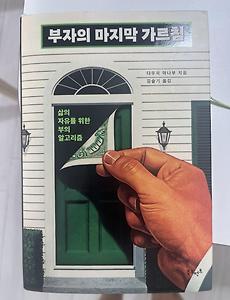 부자의 마지막 가르침
다우치 마나부 지음
김슬기 옮김
삶의
자유를 위한
부의
알고리즘